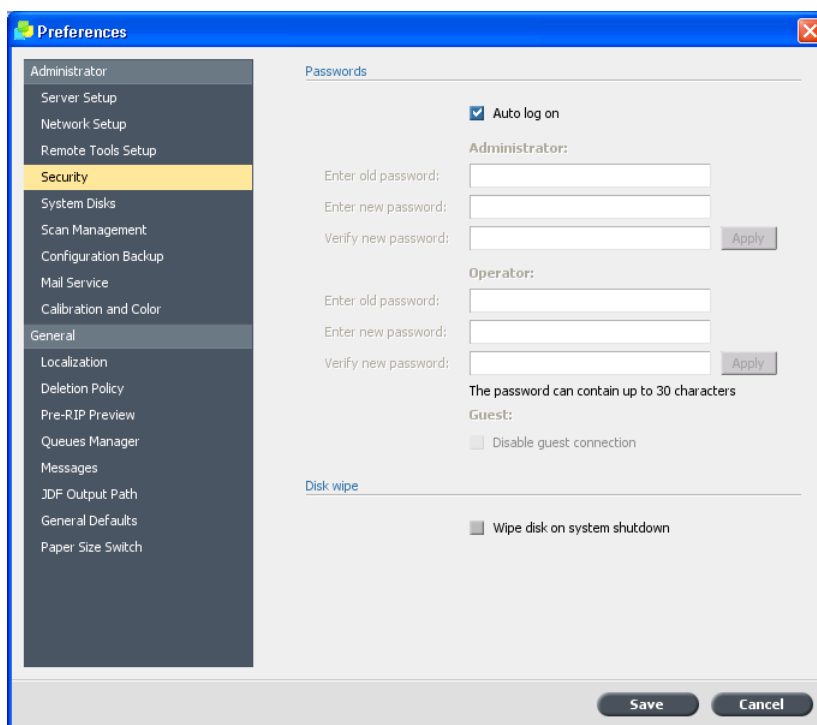 Preferences
Administrator
Server Setup
Network Setup
Remote Tools Setup
Security
System Disks
Scan Management
Configuration Backup
Mail Service
Calibration and Color
General
Localization
Deletion Policy
Pre-RIP Preview
Queues Manager
Messages
JDF Output Path
General Defaults
Paper Size Switch
Passwords
Auto log on
Administrator:
Enter old password:
Enter new password:
Verify new password:
Apply
Operator:
Enter old password:
Enter new password:
Verify new password:
Apply
The password can contain up to 30 characters
Guest:
Disable guest connection
Disk wipe
Wipe disk on system shutdown
Save
Cancel